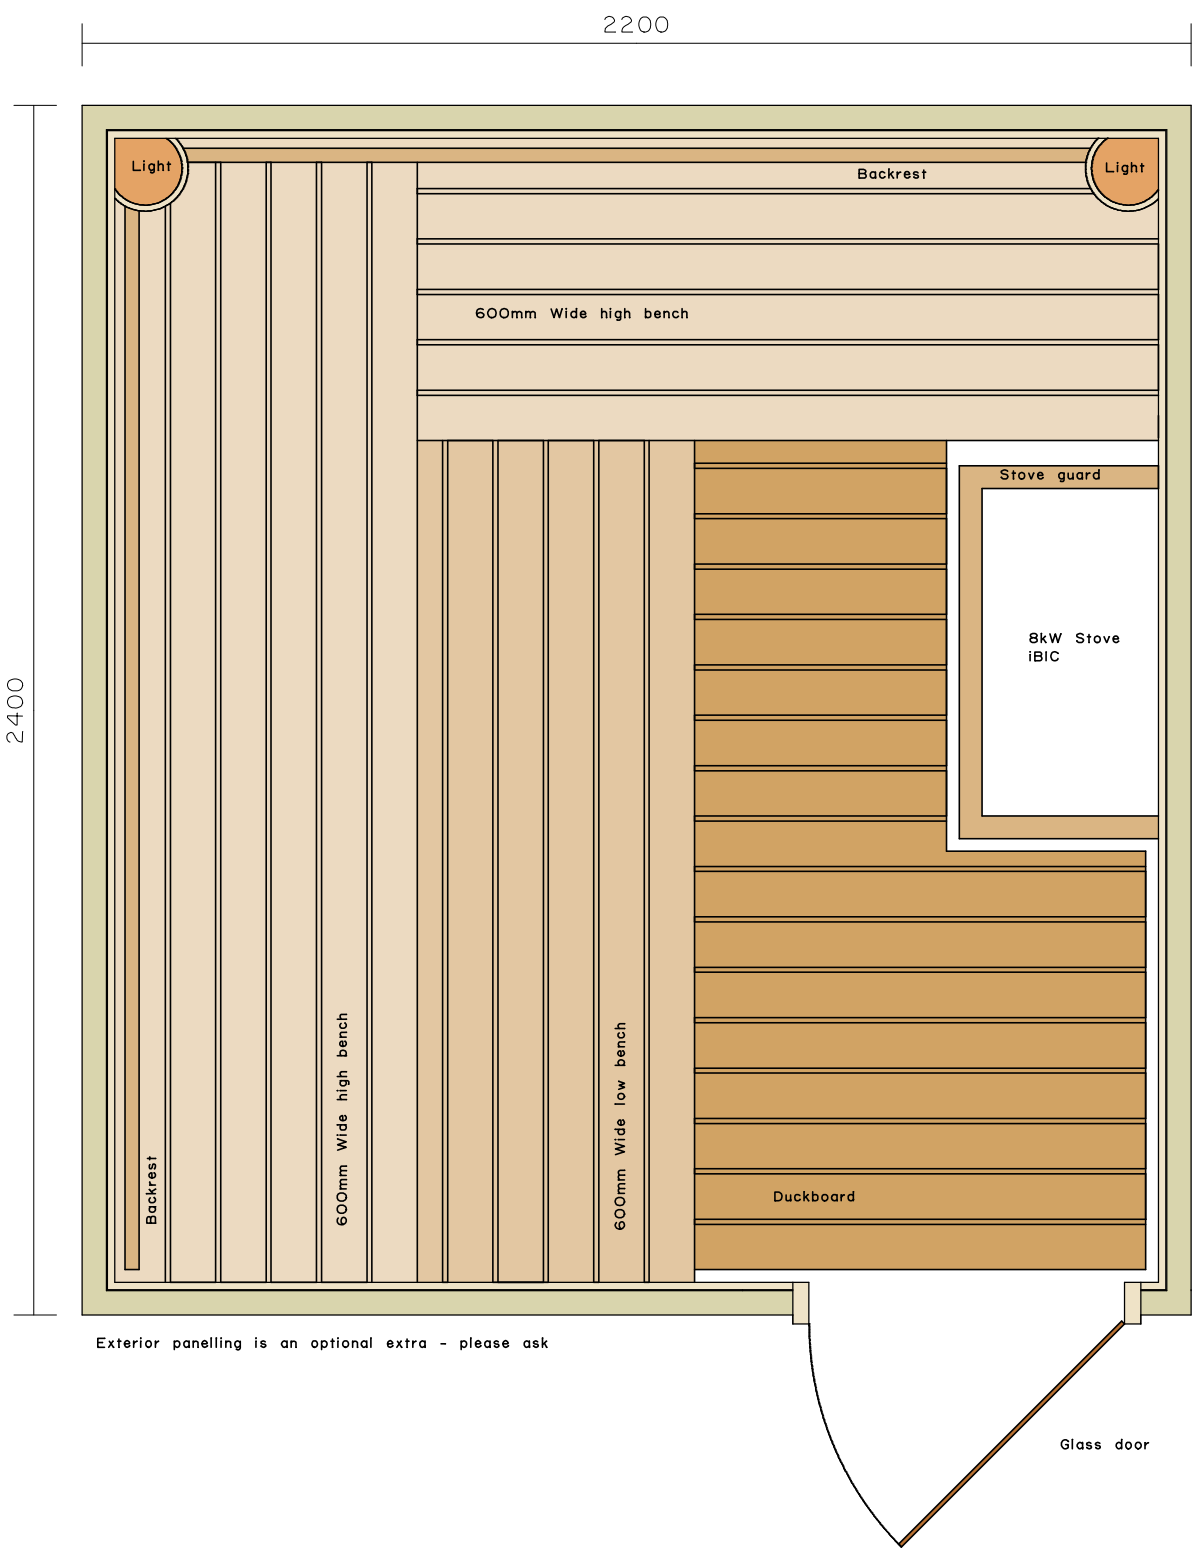 2200
Light
Light
Backrest
600mm Wide high bench
Stove guard
8kW Stove
iBIC
2400
600mm Wide high bench
600mm Wide low bench
Backrest
Duckboard
Exterior panelling is an optional extra - please ask
Glass door